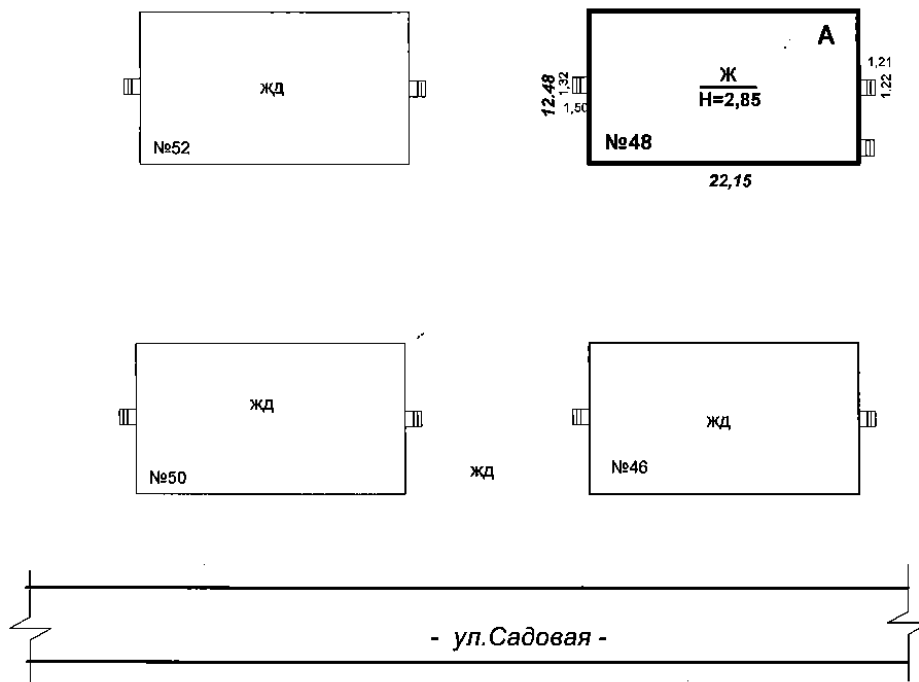 А
жд
Ж
Н=2,85
12.48
1,32
1,50
1,21
1.22
№52
№48
22,15
жд
жд
жд
№50
№46
- ул.Садовая -